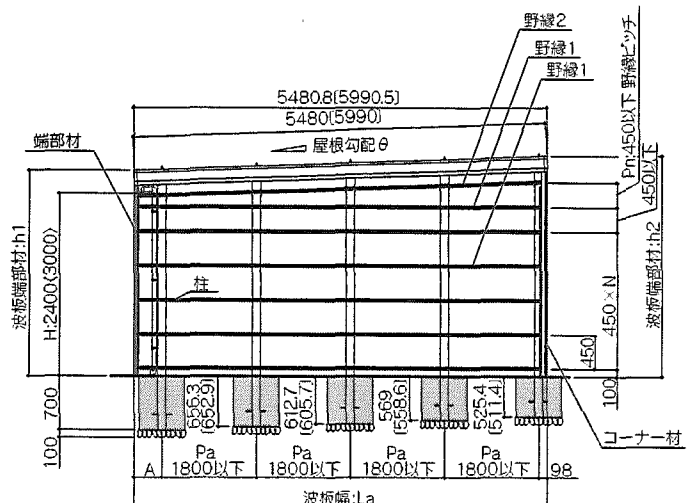 野縁2
野縁1
野縁1
Pn:450以下 野縁ピッチ
450以下
5480.8[5990.5]
5480[5990]
屋根勾配θ
端部材
波板端部材:h1
H:2400(3000)
波板端部材:h2
450×N
柱
450
100
700
100
656.3
[652.9]
612.7
[605.7]
569
[558.6]
525.4
[511.4]
コーナー材
A
Pa
1800以下
Pa
1800以下
Pa
1800以下
Pa
1800以下
98
波板幅:La